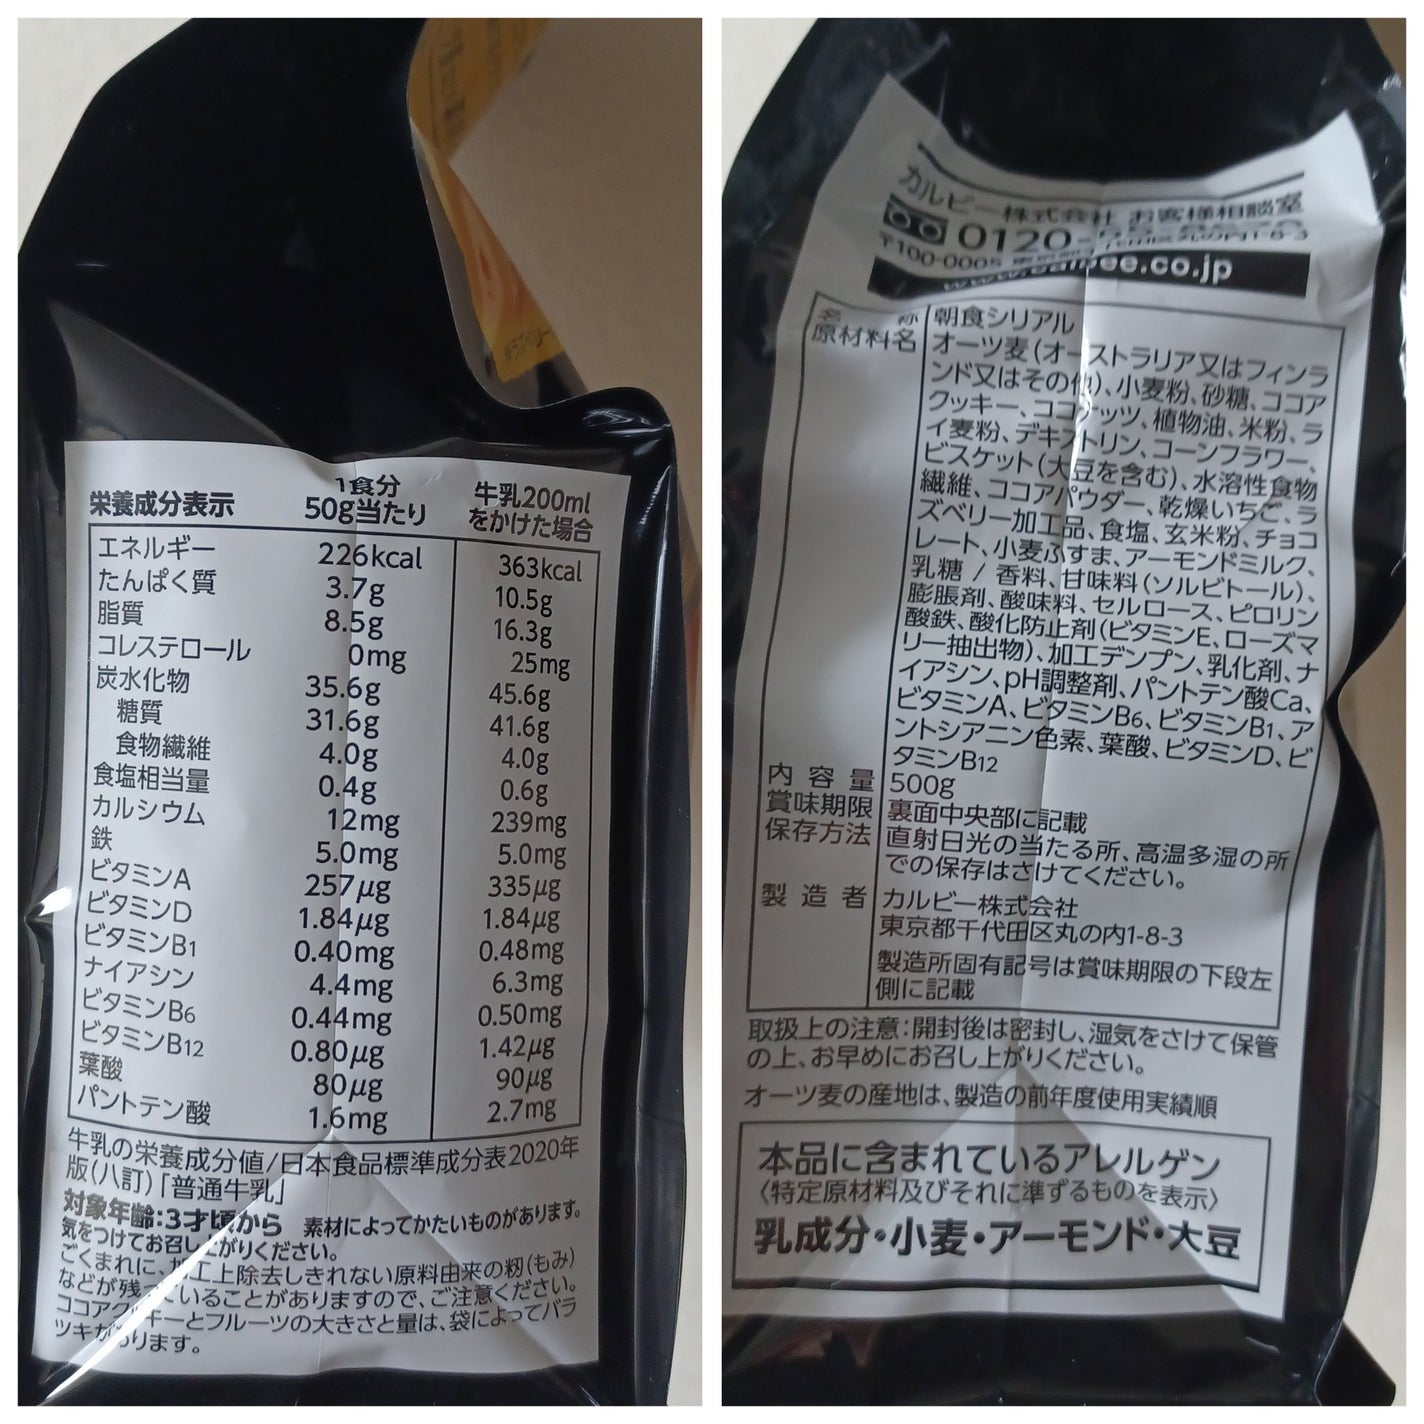 栄養成分表示 1食分 50g当たり 牛乳200ml をかけた場合
エネルギー 226kcal 363kcal
たんぱく質 3.7g 10.5g
脂質 8.5g 16.3g
コレステロール 0mg 25mg
炭水化物 35.6g 45.6g
糖質 31.6g 41.6g
食物繊維 4.0g 4.0g
食塩相当量 0.4g 0.6g
カルシウム 12mg 239mg
鉄 5.0mg 5.0mg
ビタミンA 257μg 335μg
ビタミンD 1.84μg 1.84μg
ビタミンB1 0.40mg 0.48mg
ナイアシン 4.4mg 6.3mg
ビタミンB6 0.44mg 0.50mg
ビタミンB12 0.80μg 1.42μg
葉酸 80μg 90μg
パントテン酸 1.6mg 2.7mg
牛乳の栄養成分値/日本食品標準成分表2020年
版(八訂)「普通牛乳」
対象年齢:3才頃から 素材によってかたいものがあります。
気をつけてお召し上がりください。
ごくまれに、加工上除去しきれない原料由来の籾(もみ)
などが残っていることがありますので、ご注意ください。
ココアクッキーとフルーツの大きさと量は、袋によってバラ
ツキがあります。
カルビー株式会社 お客様相談室
0120-
〒100-0005 丸の内1-8-3
www.calbee.co.jp
名称 朝食シリアル
原材料名 オーツ麦(オーストラリア又はフィンラ
ンド又はその他)、小麦粉、砂糖、ココア
クッキー、ココナッツ、植物油、米粉、ラ
イ麦粉、デキストリン、コーンフラワー、
ビスケット(大豆を含む)、水溶性食物
繊維、ココアパウダー、乾燥いちご、ラ
ズベリー加工品、食塩、玄米粉、チョコ
レート、小麦ふすま、アーモンドミルク、
乳糖 / 香料、甘味料(ソルビトール)、
膨脹剤、酸味料、セルロース、ピロリン
酸鉄、酸化防止剤(ビタミンE、ローズマ
リー抽出物)、加工デンプン、乳化剤、ナ
イアシン、pH調整剤、パントテン酸Ca、
ビタミンA、ビタミンB6、ビタミンB1、ア
ントシアニン色素、葉酸、ビタミンD、ビ
タミンB12
内容量 500g
賞味期限 裏面中央部に記載
保存方法 直射日光の当たる所、高温多湿の所
での保存はさけてください。
製造者 カルビー株式会社
東京都千代田区丸の内1-8-3
製造所固有記号は賞味期限の下段左
側に記載
取扱上の注意:開封後は密封し、湿気をさけて保管
の上、お早めにお召し上がりください。
オーツ麦の産地は、製造の前年度使用実績順
本品に含まれているアレルゲン
〈特定原材料及びそれに準ずるものを表示〉
乳成分・小麦・アーモンド・大豆